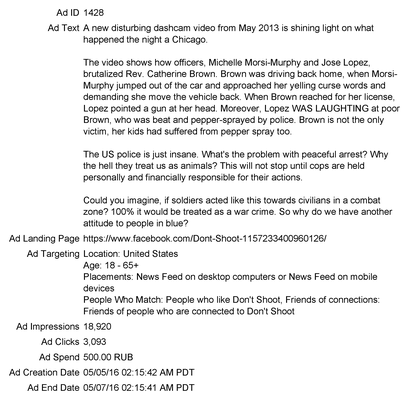 Ad ID 1428
Ad Text A new disturbing dashcam video from May 2013 is shining light on what
happened the night a Chicago.
The video shows how officers, Michelle Morsi-Murphy and Jose Lopez,
brutalized Rev. Catherine Brown. Brown was driving back home, when Morsi-
Murphy jumped out of the car and approached her yelling curse words and
demanding she move the vehicle back. When Brown reached for her license,
Lopez pointed a gun at her head. Moreover, Lopez WAS LAUGHTING at poor
Brown, who was beat and pepper-sprayed by police. Brown is not the only
victim, her kids had suffered from pepper spray too.
The US police is just insane. What's the problem with peaceful arrest? Why
the hell they treat us as animals? This will not stop until cops are held
personally and financially responsible for their actions.
Could you imagine, if soldiers acted like this towards civilians in a combat
zone? 100% it would be treated as a war crime. So why do we have another
attitude to people in blue?
Ad Landing Page https://www.facebook.com/Dont-Shoot-1157233400960126/
Ad Targeting Location: United States
Age: 18 - 65+
Placements: News Feed on desktop computers or News Feed on mobile
devices
People Who Match: People who like Don't Shoot, Friends of connections:
Friends of people who are connected to Don't Shoot
Ad Impressions 18,920
Ad Clicks 3,093
Ad Spend 500.00 RUB
Ad Creation Date 05/05/16 02:15:42 AM PDT
Ad End Date 05/07/16 02:15:41 AM PDT